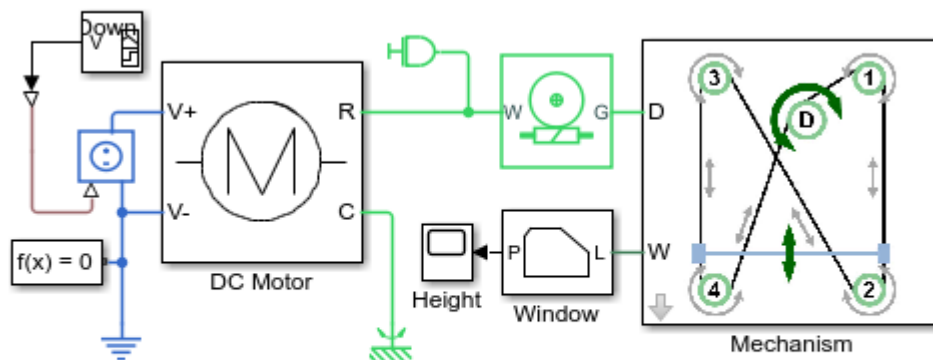 Down
V
V+
V-
f(x) = 0
M
R
C
DC Motor
W
G
D
W
3
1
D
4
2
Mechanism
P
L
Window
Height